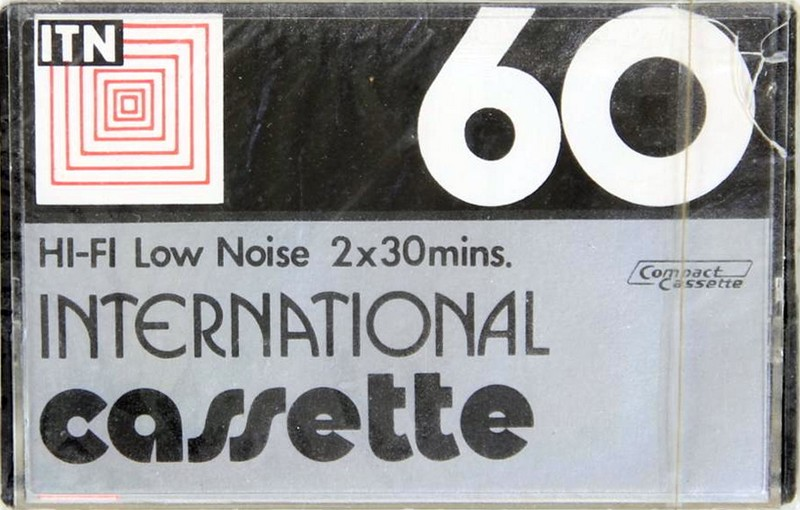 ITN
60
HI-FI Low Noise 2x30mins.
Compact
Cassette
INTERNATIONAL
cassette